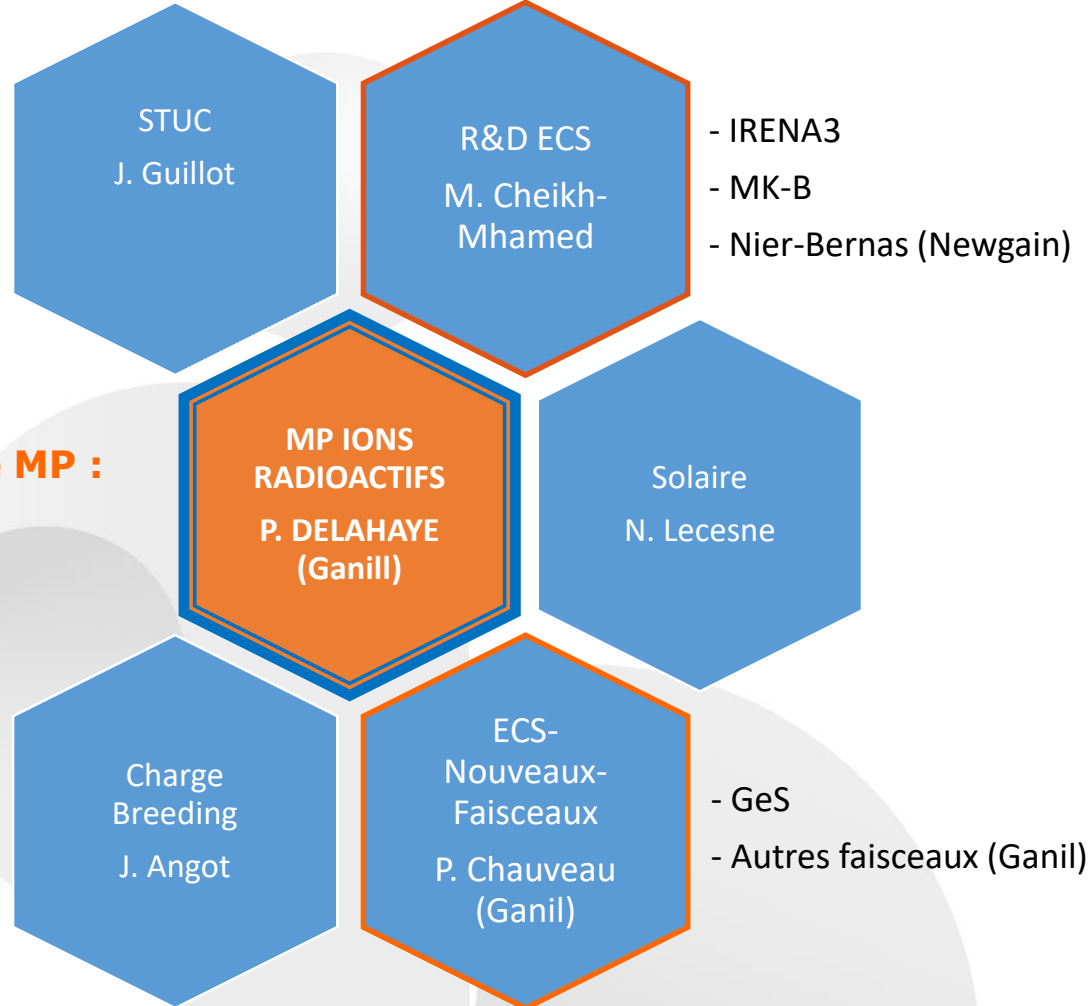 STUC
J. Guillot
R&D ECS
M. Cheikh-
Mhamed
- IRENA3
- MK-B
- Nier-Bernas (Newgain)
MP :
MP IONS
RADIOACTIFS
P. DELAHAYE
(Ganill)
Solaire
N. Lecesne
Charge
Breeding
J. Angot
ECS-
Nouveaux-
Faisceaux
P. Chauveau
(Ganil)
- GeS
- Autres faisceaux (Ganil)